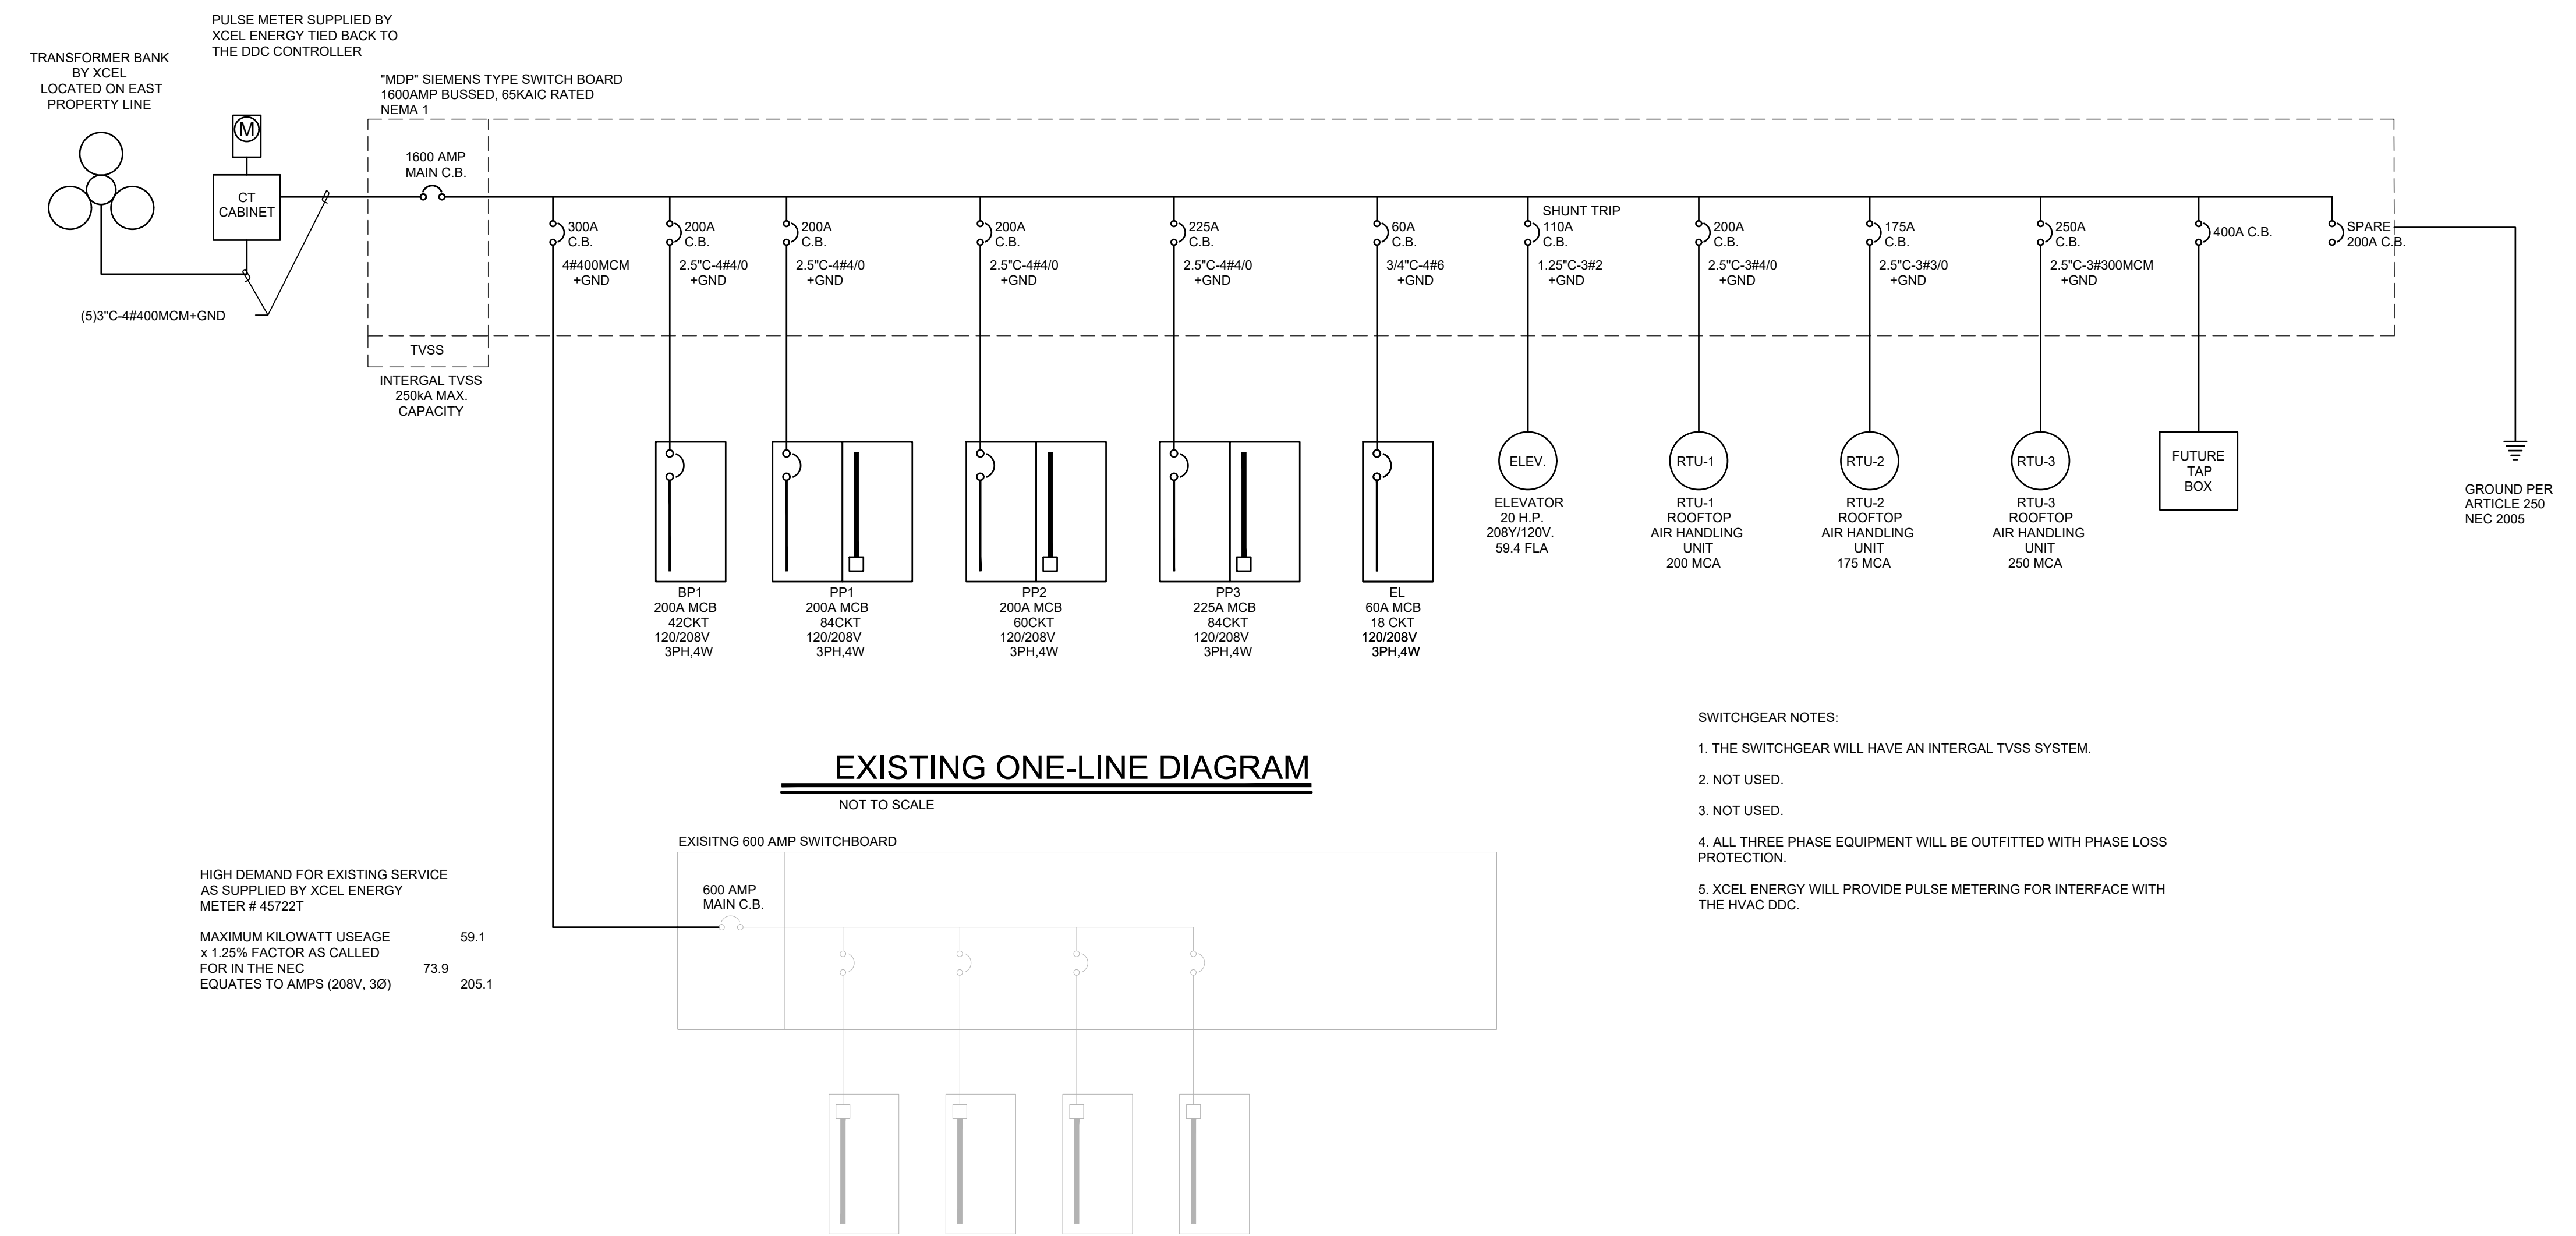 PULSE METER SUPPLIED BY
XCEL ENERGY TIED BACK TO
THE DDC CONTROLLER
TRANSFORMER BANK
BY XCEL
LOCATED ON EAST
PROPERTY LINE
"MDP" SIEMENS TYPE SWITCH BOARD
1600AMP BUSSED, 65KAIC RATED
NEMA 1
M
CT
CABINET
1600 AMP
MAIN C.B.
(5)3"C-4#400MCM+GND
TVSS
INTERGAL TVSS
250kA MAX.
CAPACITY
300A
C.B.
4#400MCM
+GND
200A
C.B.
2.5"C-4#4/0
+GND
200A
C.B.
2.5"C-4#4/0
+GND
200A
C.B.
2.5"C-4#4/0
+GND
225A
C.B.
2.5"C-4#4/0
+GND
60A
C.B.
3/4"C-4#6
+GND
SHUNT TRIP
110A
C.B.
1.25"C-3#2
+GND
200A
C.B.
2.5"C-3#4/0
+GND
175A
C.B.
2.5"C-3#3/0
+GND
250A
C.B.
2.5"C-3#300MCM
+GND
400A C.B.
SPARE
200A C.B.
BP1
200A MCB
42CKT
120/208V
3PH,4W
PP1
200A MCB
84CKT
120/208V
3PH,4W
PP2
200A MCB
60CKT
120/208V
3PH,4W
PP3
225A MCB
84CKT
120/208V
3PH,4W
EL
60A MCB
18 CKT
120/208V
3PH,4W
ELEV.
ELEVATOR
20 H.P.
208Y/120V.
59.4 FLA
RTU-1
RTU-1
ROOFTOP
AIR HANDLING
UNIT
200 MCA
RTU-2
RTU-2
ROOFTOP
AIR HANDLING
UNIT
175 MCA
RTU-3
RTU-3
ROOFTOP
AIR HANDLING
UNIT
250 MCA
FUTURE
TAP
BOX
GROUND PER
ARTICLE 250
NEC 2005
EXISTING ONE-LINE DIAGRAM
NOT TO SCALE
SWITCHGEAR NOTES:
1. THE SWITCHGEAR WILL HAVE AN INTERGAL TVSS SYSTEM.
2. NOT USED.
3. NOT USED.
4. ALL THREE PHASE EQUIPMENT WILL BE OUTFITTED WITH PHASE LOSS
PROTECTION.
5. XCEL ENERGY WILL PROVIDE PULSE METERING FOR INTERFACE WITH
THE HVAC DDC.
EXISITNG 600 AMP SWITCHBOARD
600 AMP
MAIN C.B.
HIGH DEMAND FOR EXISTING SERVICE
AS SUPPLIED BY XCEL ENERGY
METER # 45722T
MAXIMUM KILOWATT USEAGE 59.1
x 1.25% FACTOR AS CALLED
FOR IN THE NEC 73.9
EQUATES TO AMPS (208V, 3Ø) 205.1